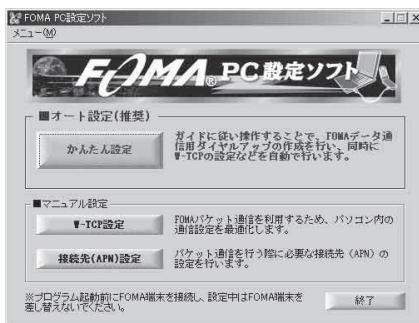 FOMA PC設定ソフト
メニュー(M)
FOMA® PC設定ソフト
■オート設定(推奨)
かんたん設定
ガイドに従い操作することで、FOMAデータ通
信用ダイヤルアップの作成を行い、同時に
W-TCPの設定などを自動で行います。
■マニュアル設定
W-TCP設定
FOMAパケット通信を利用するため、パソコン内の
通信設定を最適化します。
接続先(APN)設定
パケット通信を行う際に必要な接続先（APN）の
設定を行います。
※プログラム起動前にFOMA端末を接続し、設定中はFOMA端末を
差し替えないでください。
終了